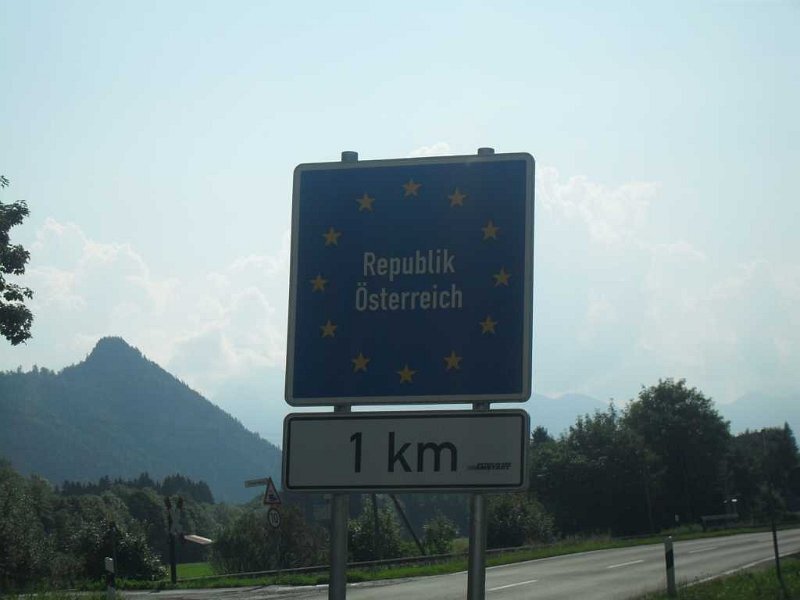 Republik
Österreich
1 km